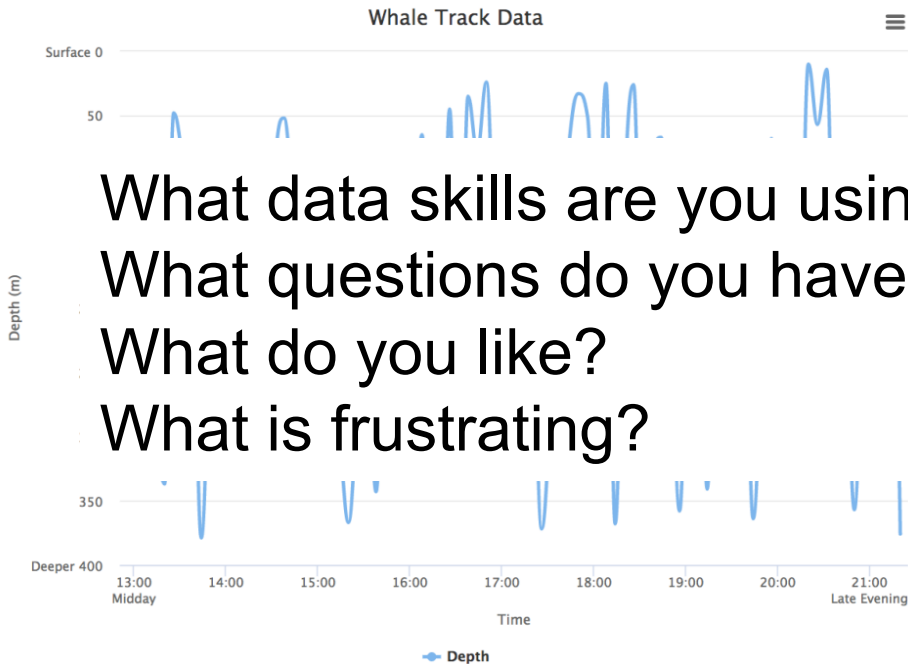 Whale Track Data
Surface 0
50
What data skills are you usin
What questions do you have
What do you like?
What is frustrating?
Depth (m)
350
Deeper 400
13:00 14:00 15:00 16:00 17:00 18:00 19:00 20:00 21:00
Midday Late Evening
Time
Depth